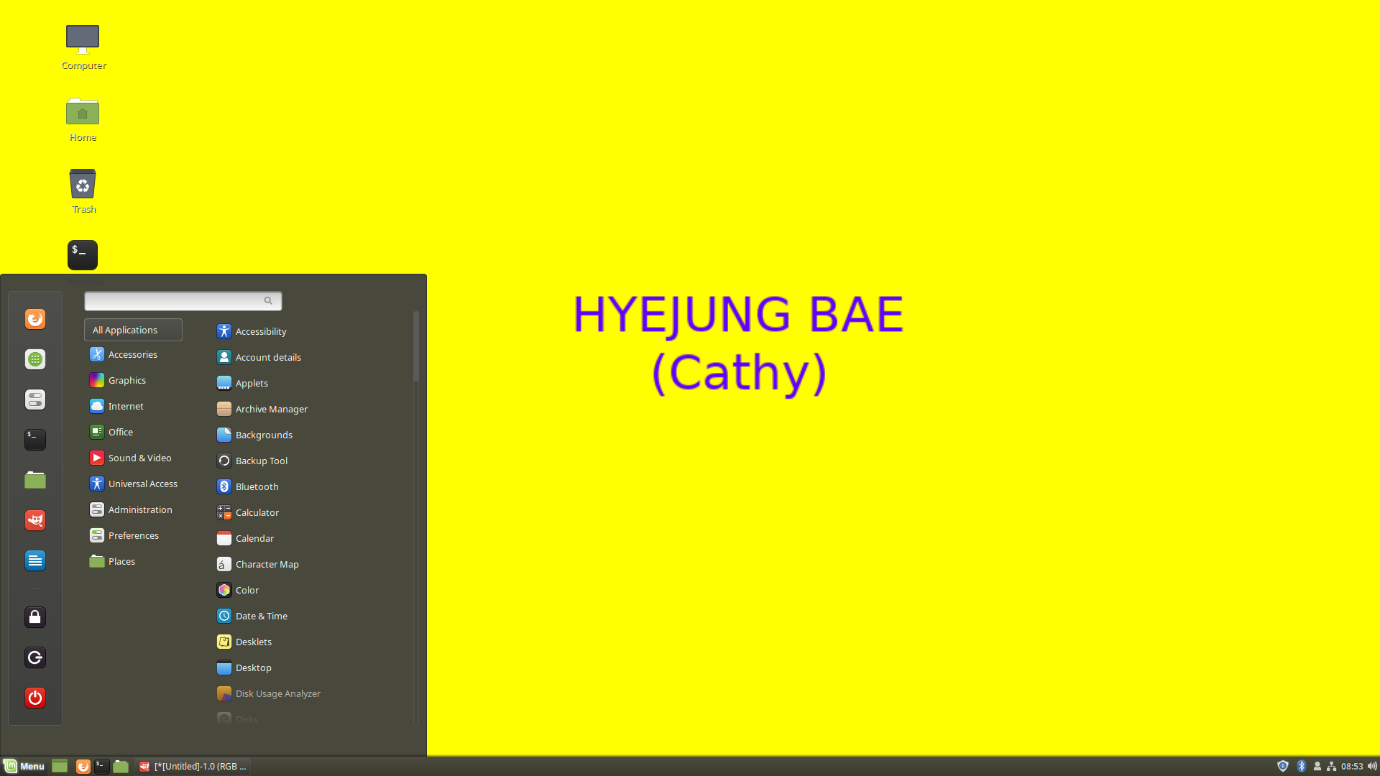 Computer
Home
Trash
$_
HYEJUNG BAE
(Cathy)
All Applications
Accessories
Graphics
Internet
Office
Sound & Video
Universal Access
Administration
Preferences
Places
Accessibility
Account details
Applets
Archive Manager
Backgrounds
Backup Tool
Bluetooth
Calculator
Calendar
Character Map
Color
Date & Time
Desklets
Desktop
Disk Usage Analyzer
Disks
Menu
[*[Untitled]-1.0 (RGB ...
08:53